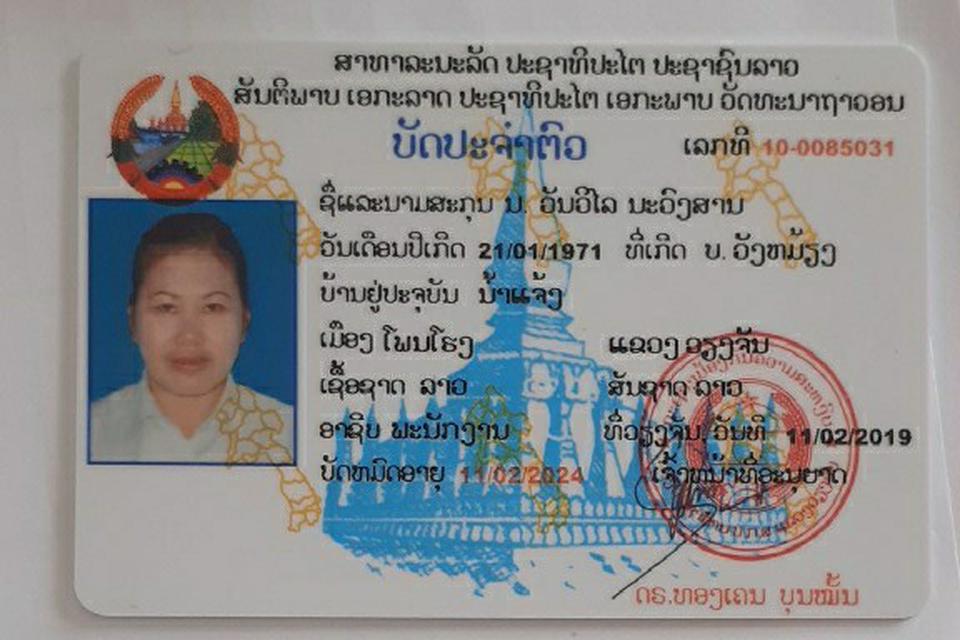 ສາທາລະນະລັດ ປະຊາທິປະໄຕ ປະຊາຊົນລາວ
ສັນຕິພາບ ເອກະລາດ ປະຊາທິປະໄຕ ເອກະພາບ ວັດທະນາຖາວອນ
ບັດປະຈຳຕົວ ເລກທີ 10-0085031
ຊື່ແລະນາມສະກຸນ ນ. ວັນວິໄລ ນະວົງສານ
ວັນເດືອນປີເກີດ 21/01/1971 ທີ່ເກີດ ບ. ວັງຫມ້ຽງ
ບ້ານຢູ່ປະຈຸບັນ ນ້ຳແຈ້ງ
ເມືອງ ໂພນໂຮງ ແຂວງ ວຽງຈັນ
ເຊື້ອຊາດ ລາວ ສັນຊາດ ລາວ
ອາຊີບ ພະນັກງານ ທີ່ວຽງຈັນ, ວັນທີ 11/02/2019
ບັດຫມົດອາຍຸ 11/02/2024 ເຈົ້າຫນ້າທີ່ອະນຸຍາດ
ດຣ.ທອງເຄນ ບຸນໝັ້ນ